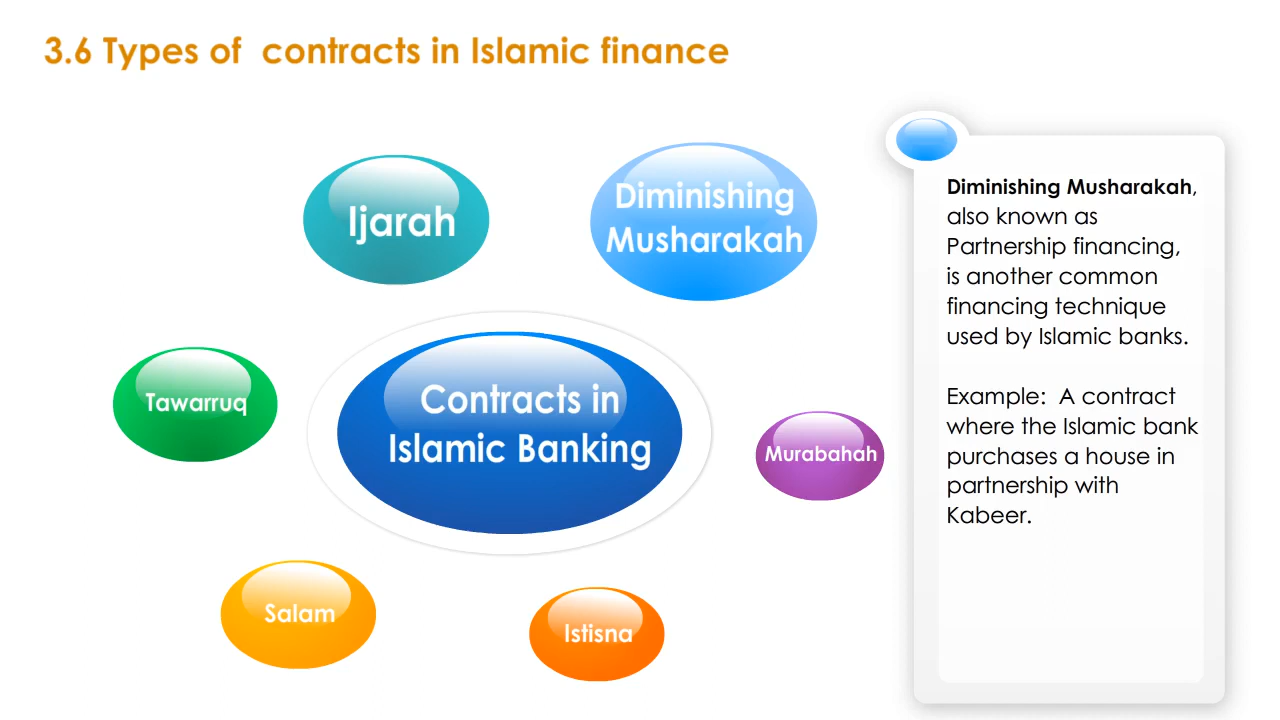 3.6 Types of  contracts in Islamic finance
Ijarah
Diminishing
Musharakah
Tawarruq
Contracts in
Islamic Banking
Murabahah
Salam
Istisna
Diminishing Musharakah,
also known as
Partnership financing,
is another common
financing technique
used by Islamic banks.
Example:  A contract
where the Islamic bank
purchases a house in
partnership with
Kabeer.